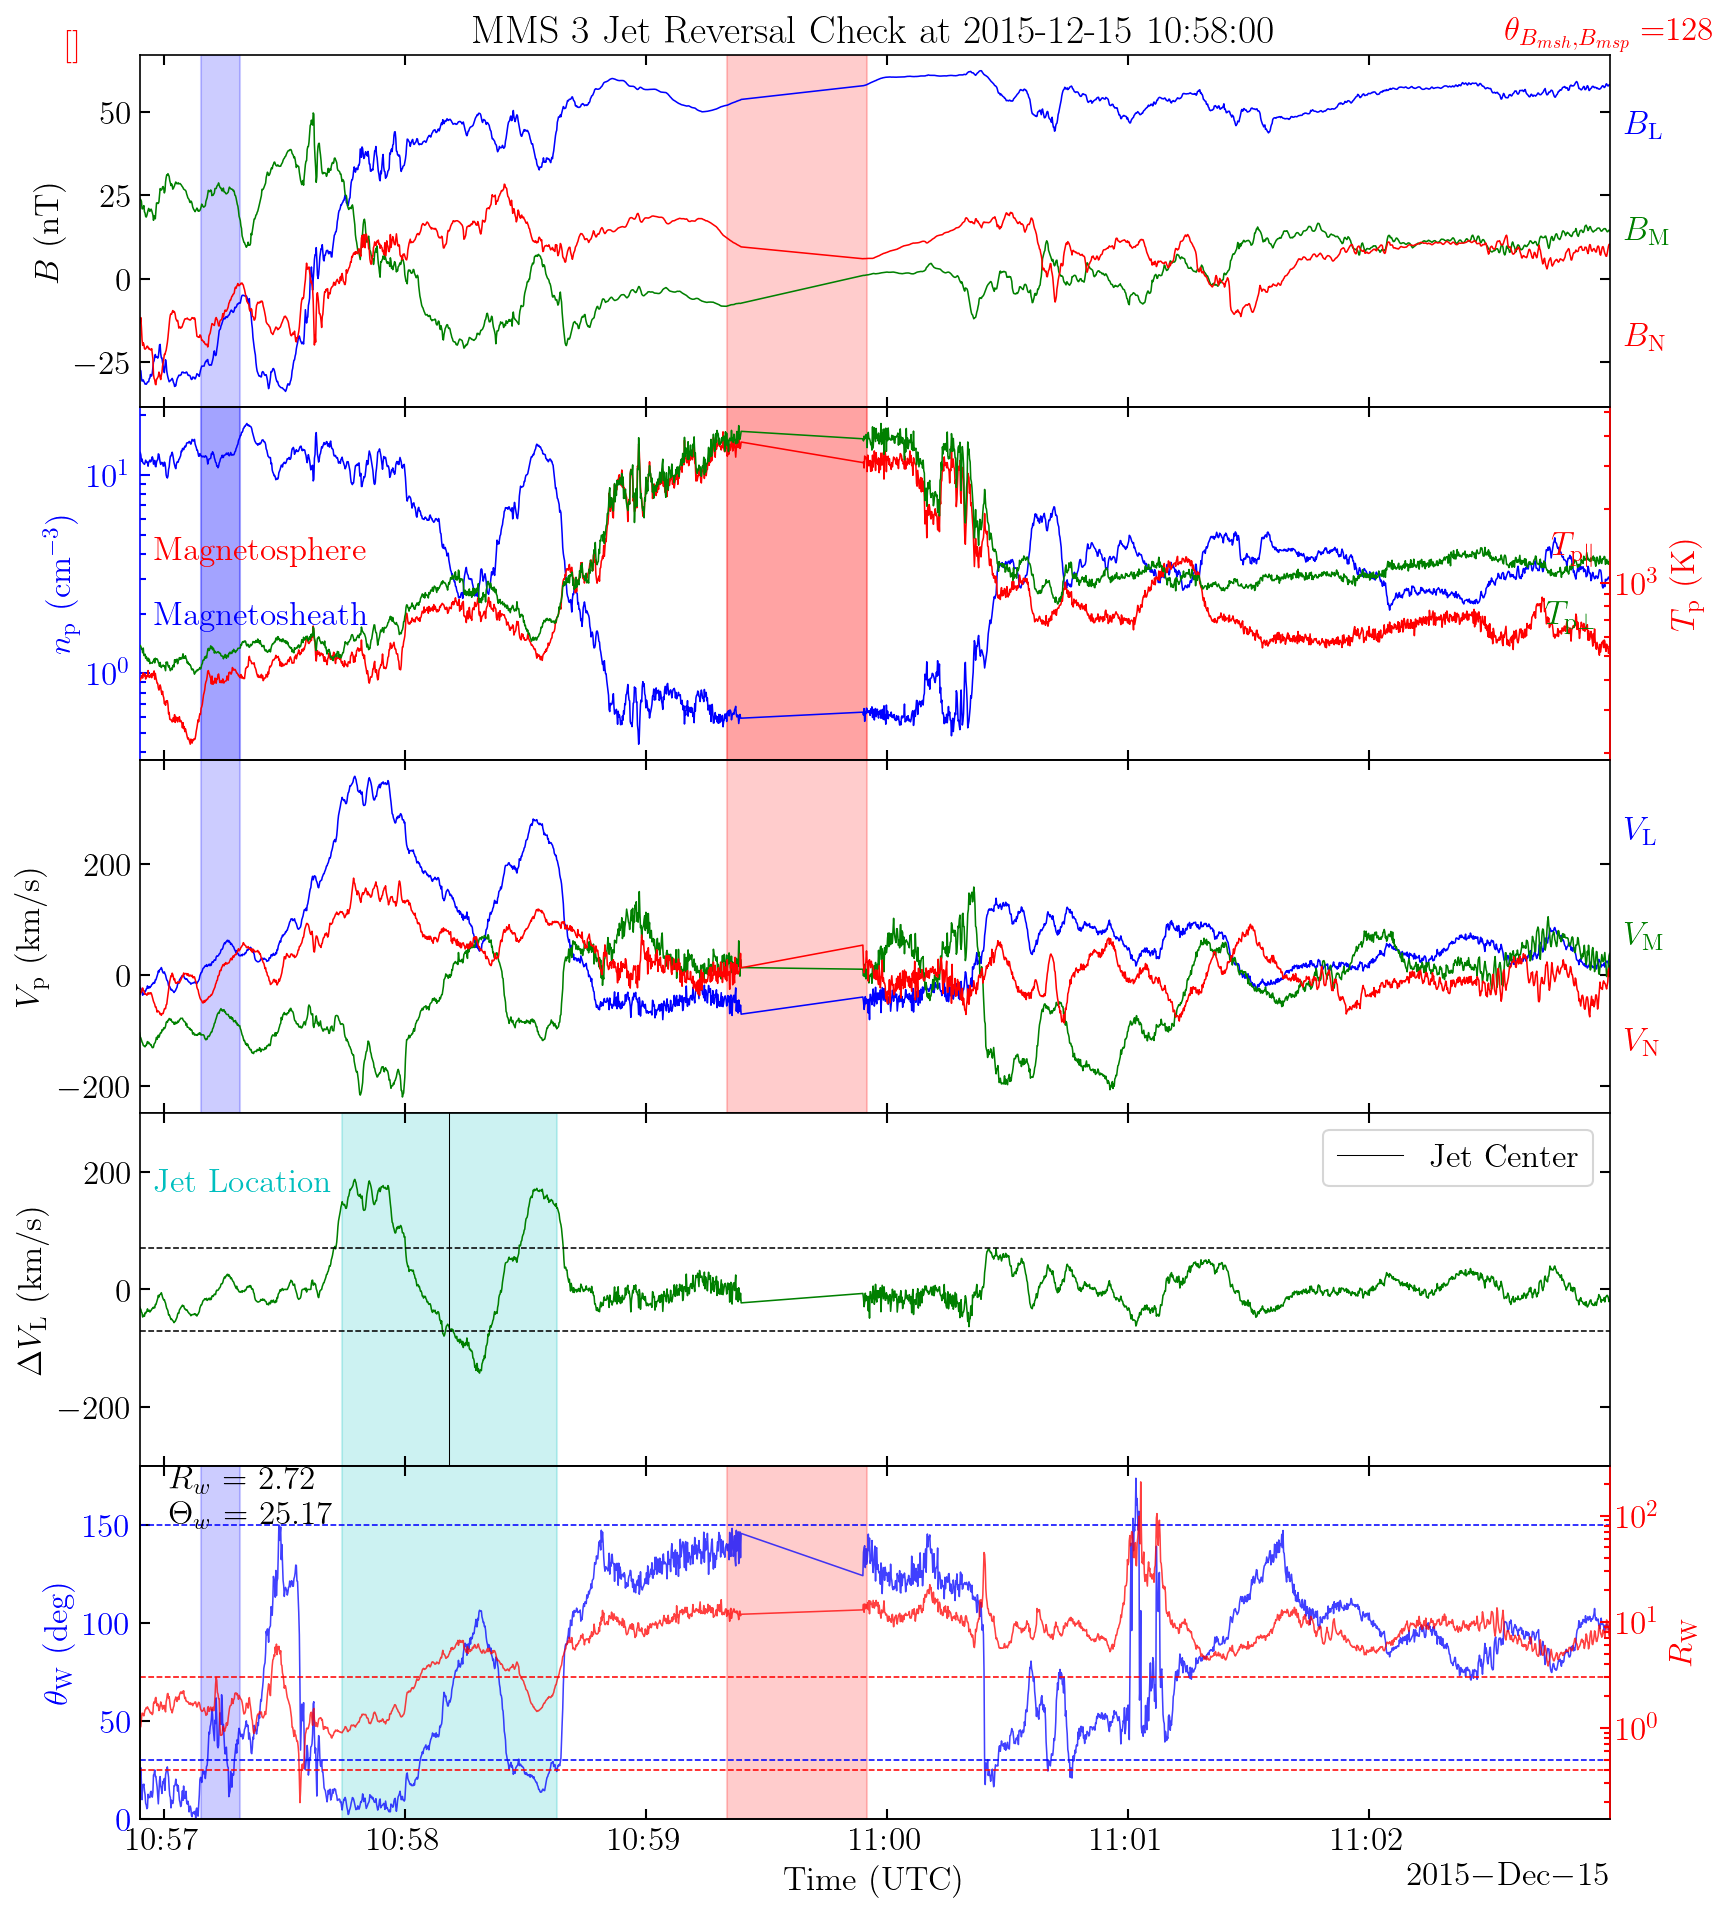 MMS 3 Jet Reversal Check at 2015-12-15 10:58:00
θ_{B_{msh},B_{msp}} =128
[]
50
25
0
−25
B (nT)
B_L
B_M
B_N
10^1
10^0
n_p (cm^{−3})
Magnetosphere
Magnetosheath
T_{p∥}
T_{p⊥}
10^3
T_p (K)
200
0
−200
V_p (km/s)
V_L
V_M
V_N
200
0
−200
ΔV_L (km/s)
Jet Location
Jet Center
R_w = 2.72
Θ_w = 25.17
150
100
50
0
θ_W (deg)
10^2
10^1
10^0
R_W
10:57 10:58 10:59 11:00 11:01 11:02
Time (UTC)
2015−Dec−15